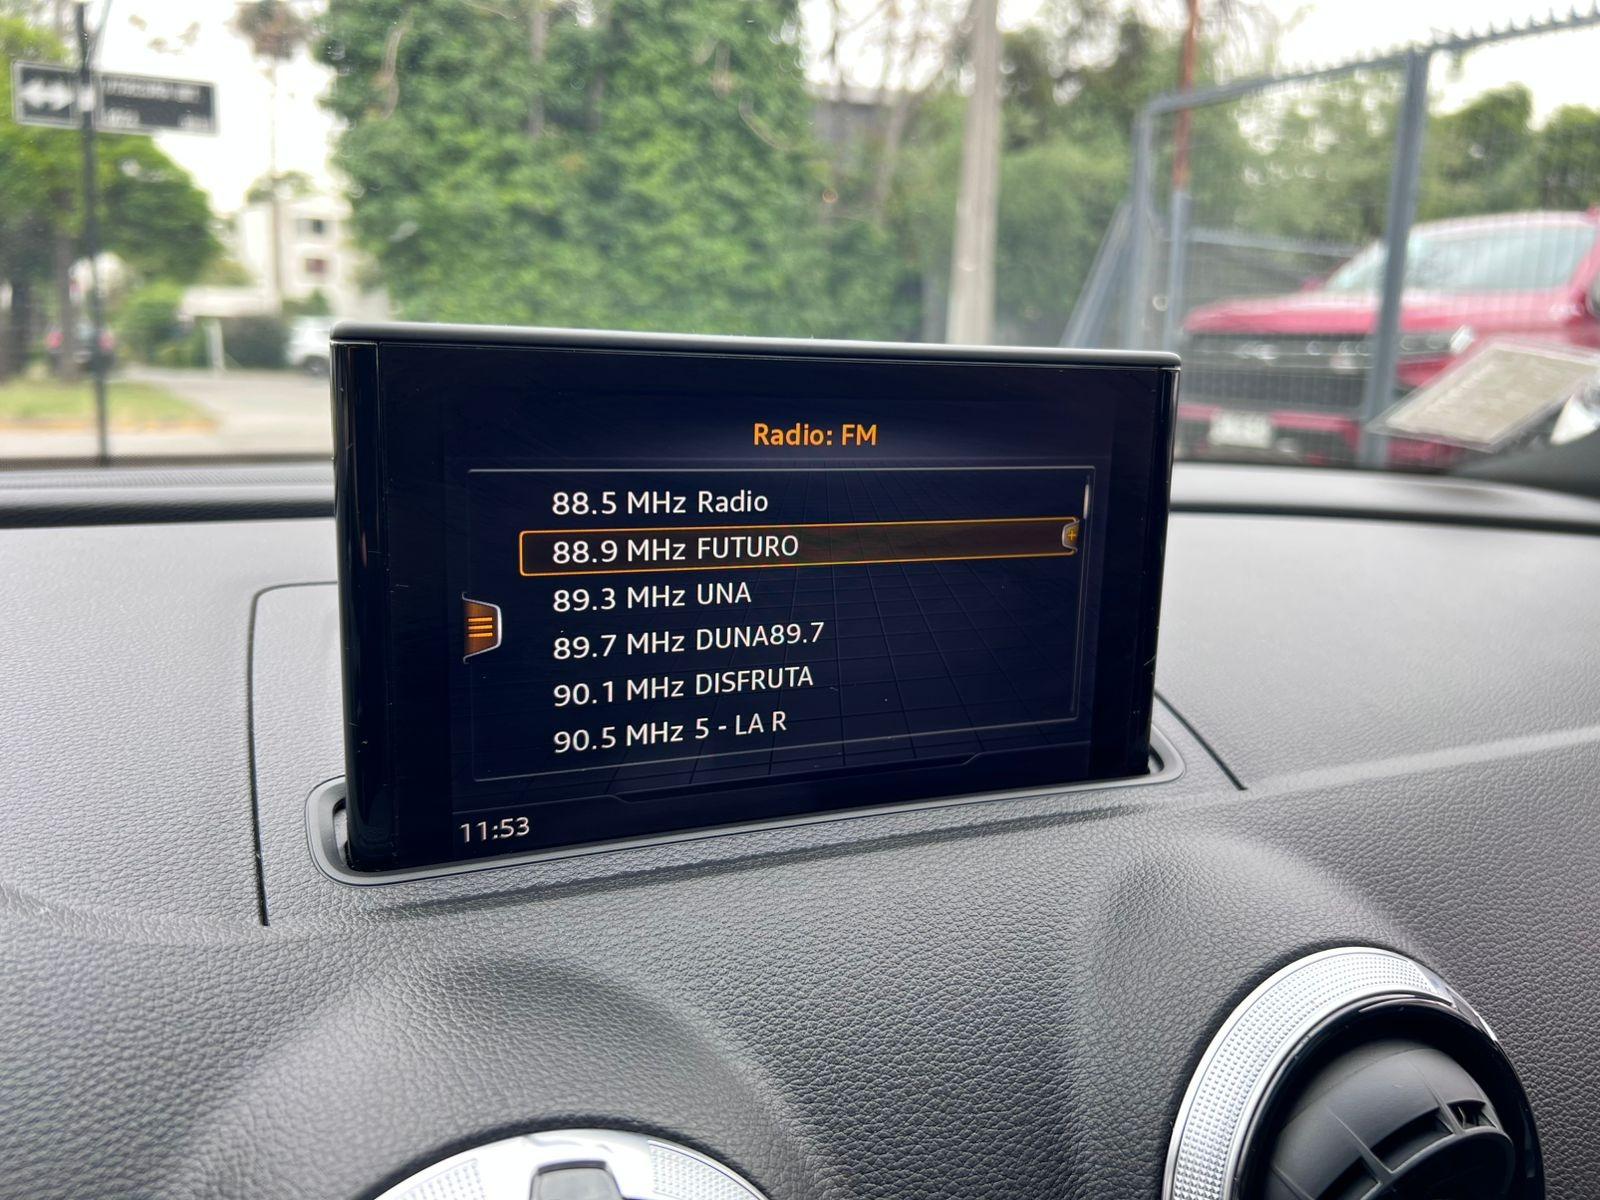 Radio: FM
88.5 MHz Radio
88.9 MHz FUTURO
89.3 MHz UNA
89.7 MHz DUNA89.7
90.1 MHz DISFRUTA
90.5 MHz 5 - LA R
11:53